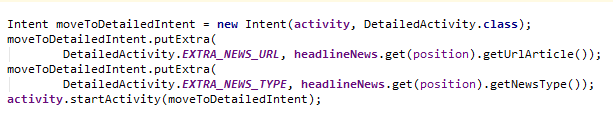 Intent moveToDetailedIntent = new Intent(activity, DetailedActivity.class);
moveToDetailedIntent.putExtra(
DetailedActivity.EXTRA_NEWS_URL, headlineNews.get(position).getUrlArticle());
moveToDetailedIntent.putExtra(
DetailedActivity.EXTRA_NEWS_TYPE, headlineNews.get(position).getNewsType());
activity.startActivity(moveToDetailedIntent);